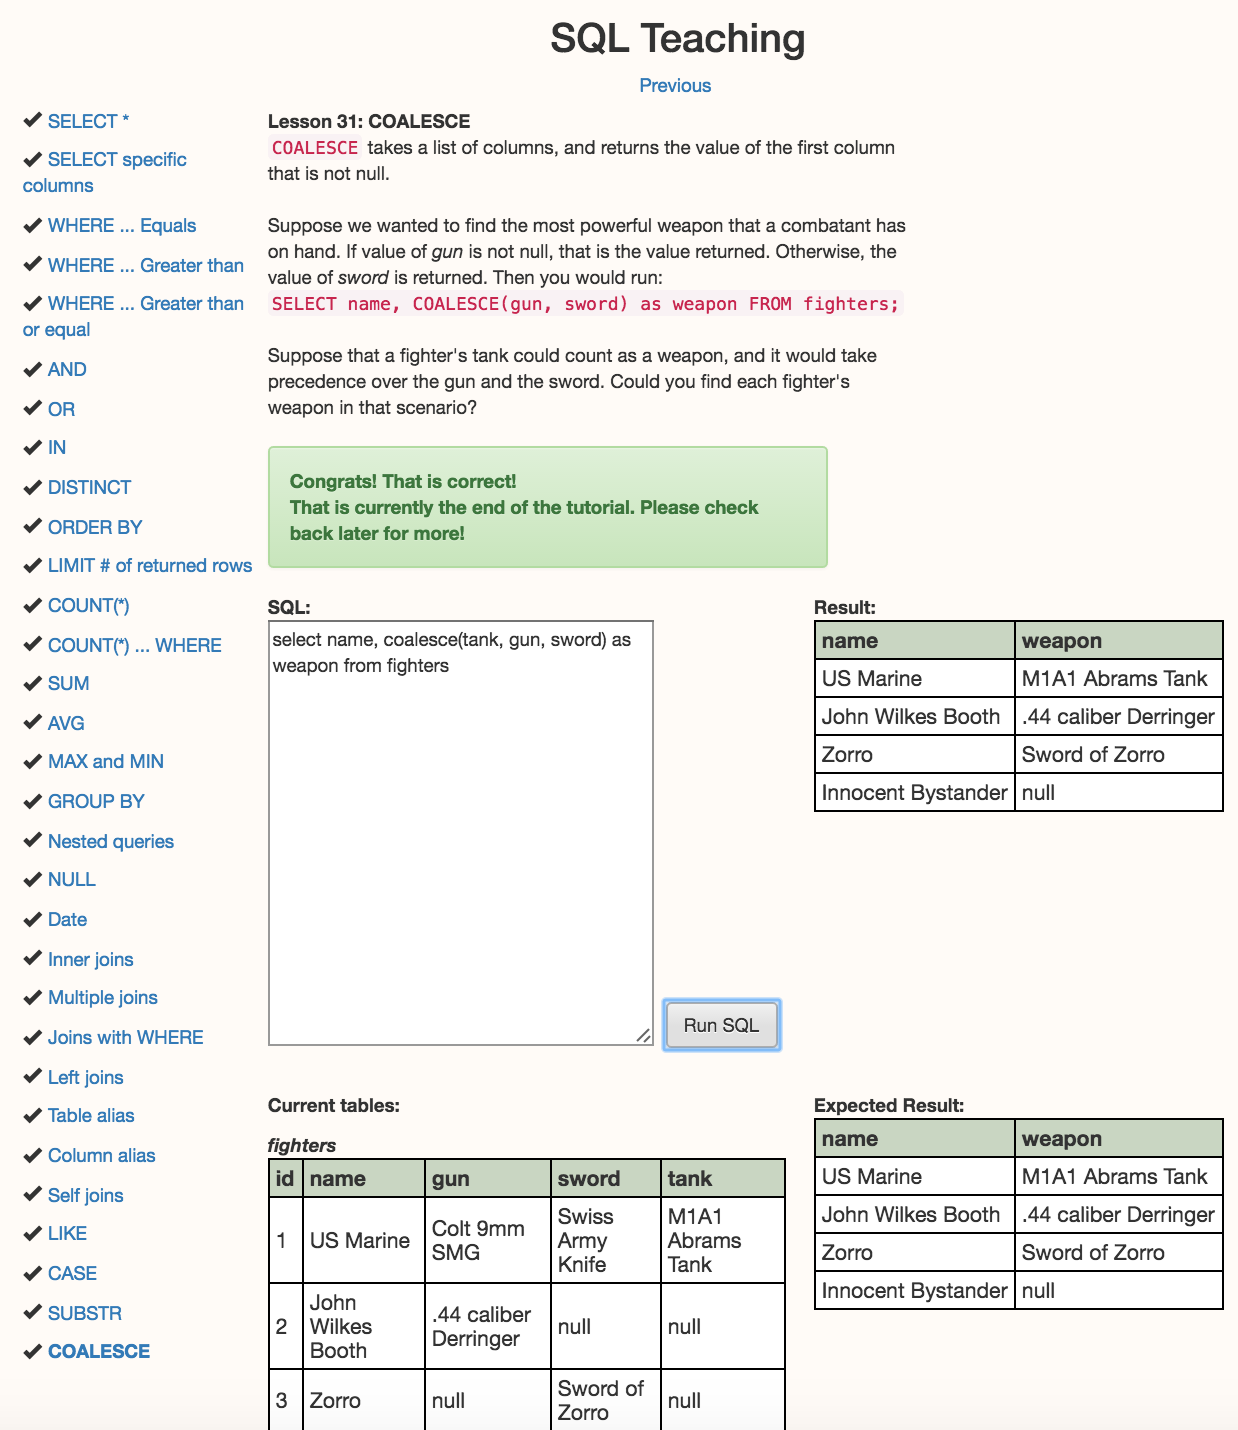 SQL Teaching
Previous
SELECT *
SELECT specific
columns
WHERE ... Equals
WHERE ... Greater than
WHERE ... Greater than
or equal
AND
OR
IN
DISTINCT
ORDER BY
LIMIT # of returned rows
COUNT(*)
COUNT(*) ... WHERE
SUM
AVG
MAX and MIN
GROUP BY
Nested queries
NULL
Date
Inner joins
Multiple joins
Joins with WHERE
Left joins
Table alias
Column alias
Self joins
LIKE
CASE
SUBSTR
COALESCE
Lesson 31: COALESCE
COALESCE takes a list of columns, and returns the value of the first column
that is not null.
Suppose we wanted to find the most powerful weapon that a combatant has
on hand. If value of gun is not null, that is the value returned. Otherwise, the
value of sword is returned. Then you would run:
SELECT name, COALESCE(gun, sword) as weapon FROM fighters;
Suppose that a fighter's tank could count as a weapon, and it would take
precedence over the gun and the sword. Could you find each fighter's
weapon in that scenario?
Congrats! That is correct!
That is currently the end of the tutorial. Please check
back later for more!
SQL:
select name, coalesce(tank, gun, sword) as
weapon from fighters
Run SQL
Result:
name weapon
US Marine M1A1 Abrams Tank
John Wilkes Booth .44 caliber Derringer
Zorro Sword of Zorro
Innocent Bystander null
Current tables:
fighters
id name gun sword tank
1 US Marine Colt 9mm SMG Swiss Army Knife M1A1 Abrams Tank
2 John Wilkes Booth .44 caliber Derringer null null
3 Zorro null Sword of Zorro null
Expected Result:
name weapon
US Marine M1A1 Abrams Tank
John Wilkes Booth .44 caliber Derringer
Zorro Sword of Zorro
Innocent Bystander null